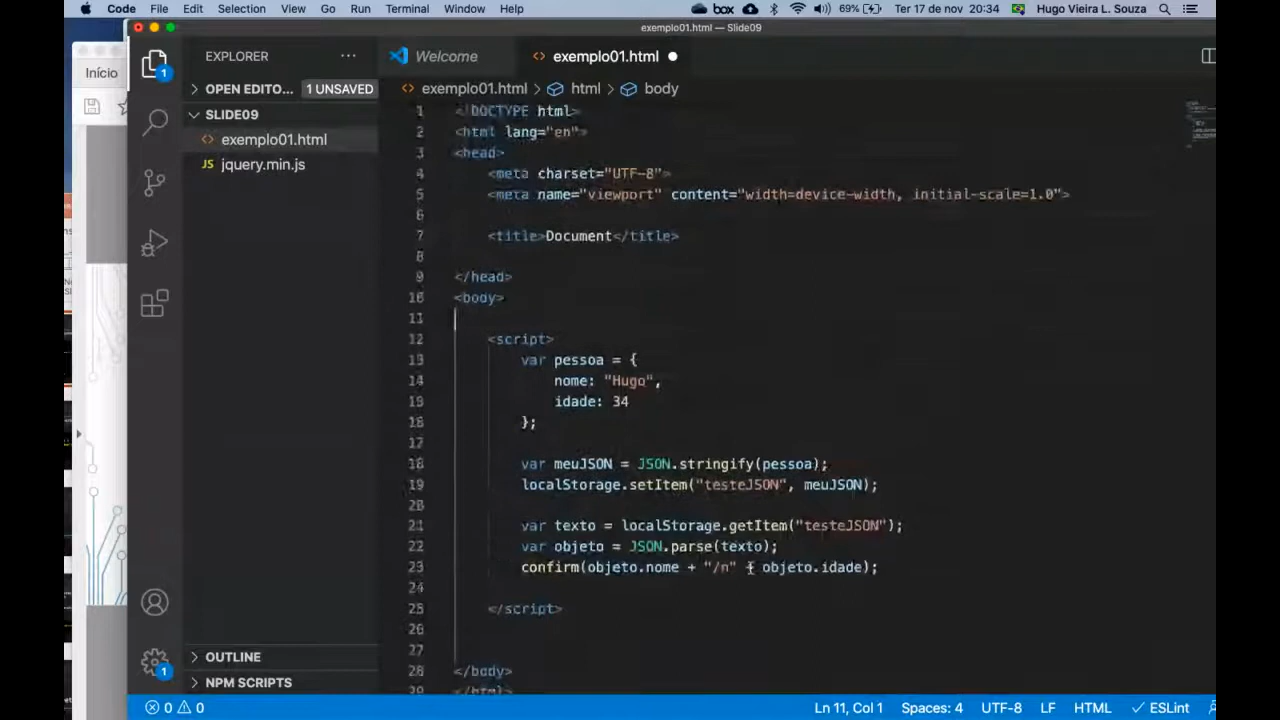 Code File Edit Selection View Go Run Terminal Window Help box 69% Ter 17 de nov 20:34 Hugo Vieira L. Souza
exemplo01.html — Slide09
Início
EXPLORER ···
Welcome
exemplo01.html
1
OPEN EDITO... 1 UNSAVED
exemplo01.html > html > body
SLIDE09
exemplo01.html
JS jquery.min.js
1 <!DOCTYPE html>
2 <html lang="en">
3 <head>
4 <meta charset="UTF-8">
5 <meta name="viewport" content="width=device-width, initial-scale=1.0">
6
7 <title>Document</title>
8
9 </head>
10 <body>
11
12 <script>
13 var pessoa = {
14 nome: "Hugo",
15 idade: 34
16 };
17
18 var meuJSON = JSON.stringify(pessoa);
19 localStorage.setItem("testeJSON", meuJSON);
20
21 var texto = localStorage.getItem("testeJSON");
22 var objeto = JSON.parse(texto);
23 confirm(objeto.nome + "/n" + objeto.idade);
24
25 </script>
26
27
28 </body>
29 </html>
OUTLINE
1
NPM SCRIPTS
0 0 Ln 11, Col 1 Spaces: 4 UTF-8 LF HTML ESLint